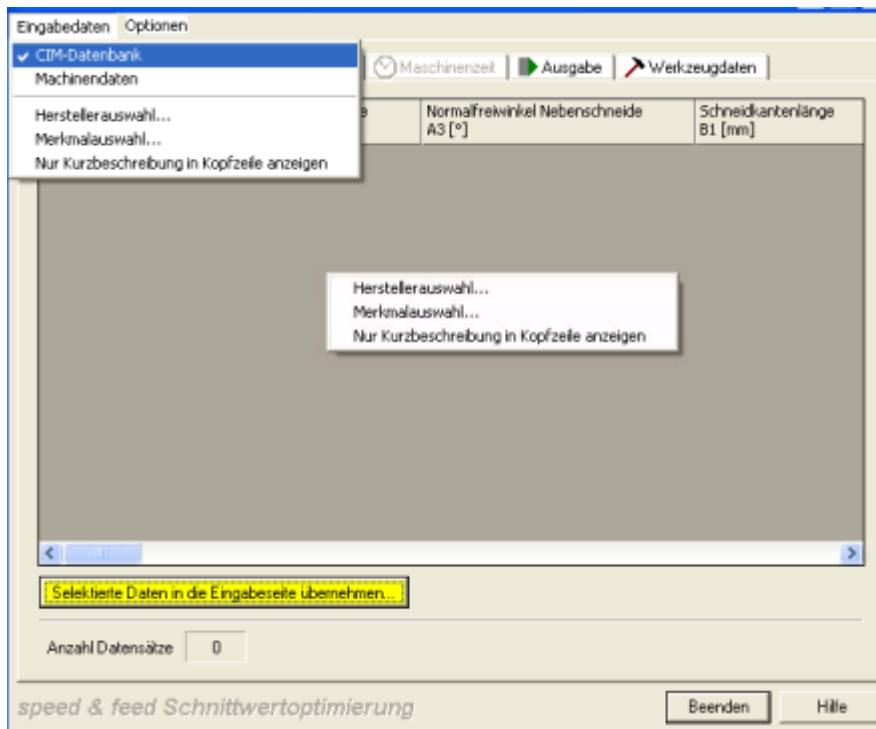 Eingabedaten Optionen
CIM-Datenbank
Machinendaten
Herstellerauswahl...
Merkmalauswahl...
Nur Kurzbeschreibung in Kopfzeile anzeigen
Maschinenzeit Ausgabe Werkzeugdaten
Normalfreiwinkel Nebenschneide
A3 [°]
Schneidkantenlänge
B1 [mm]
Herstellerauswahl...
Merkmalauswahl...
Nur Kurzbeschreibung in Kopfzeile anzeigen
Selektierte Daten in die Eingabeseite übernehmen...
Anzahl Datensätze 0
speed & feed Schnittwertoptimierung
Beenden Hilfe